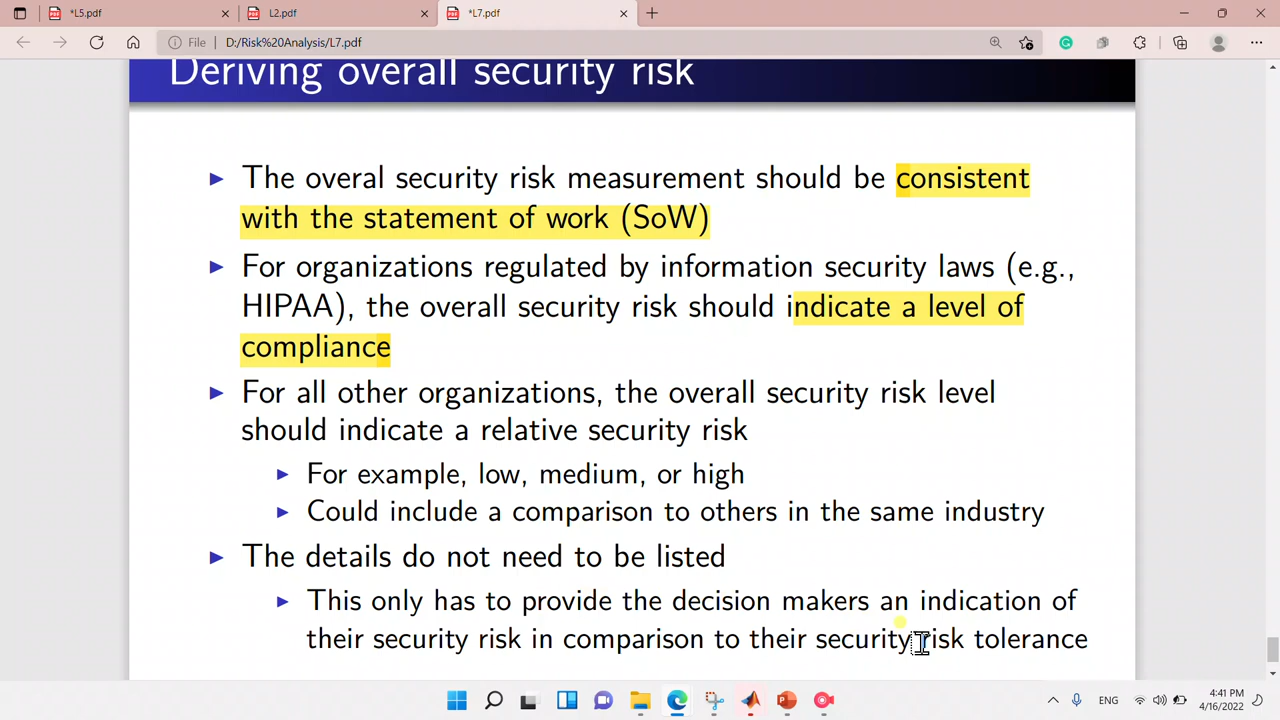 *L5.pdf L2.pdf *L7.pdf
File D:/Risk%20Analysis/L7.pdf
Deriving overall security risk
The overal security risk measurement should be consistent
with the statement of work (SoW)
For organizations regulated by information security laws (e.g.,
HIPAA), the overall security risk should indicate a level of
compliance
For all other organizations, the overall security risk level
should indicate a relative security risk
For example, low, medium, or high
Could include a comparison to others in the same industry
The details do not need to be listed
This only has to provide the decision makers an indication of
their security risk in comparison to their security risk tolerance
ENG 4:41 PM
4/16/2022